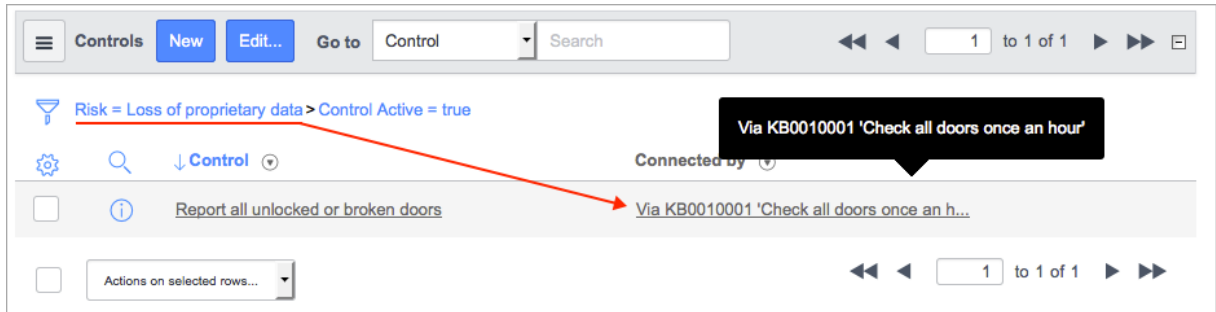 Controls New Edit... Go to Control Search 1 to 1 of 1
Risk = Loss of proprietary data > Control Active = true
Via KB0010001 'Check all doors once an hour'
Control Connected by
Report all unlocked or broken doors Via KB0010001 'Check all doors once an h...
Actions on selected rows... 1 to 1 of 1